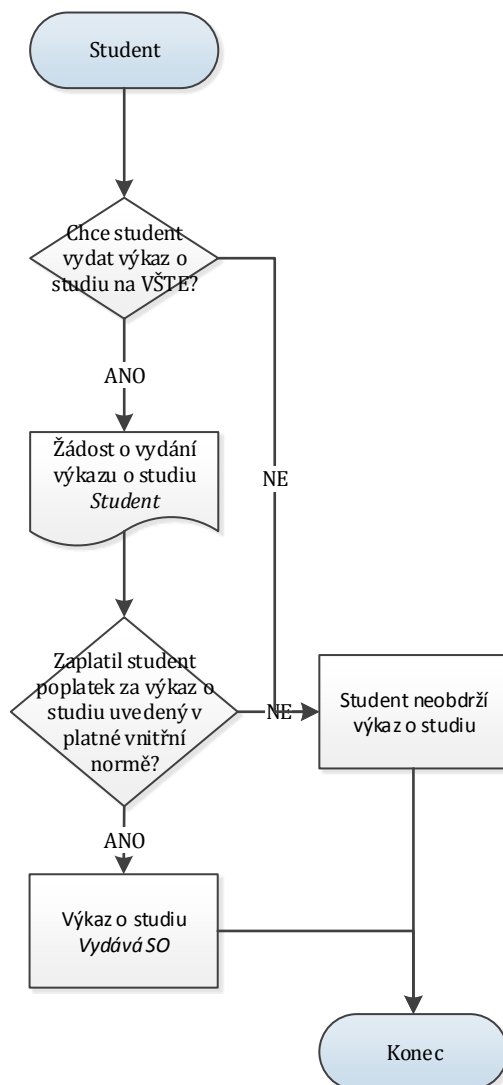 Student
Chce student
vydat výkaz o
studiu na VŠTE?
ANO
Žádost o vydání
výkazu o studiu
Student
NE
Zaplatil student
poplatek za výkaz o
studiu uvedený v
platné vnitřní
normě?
NE
Student neobdrží
výkaz o studiu
ANO
Výkaz o studiu
Vydává SO
Konec